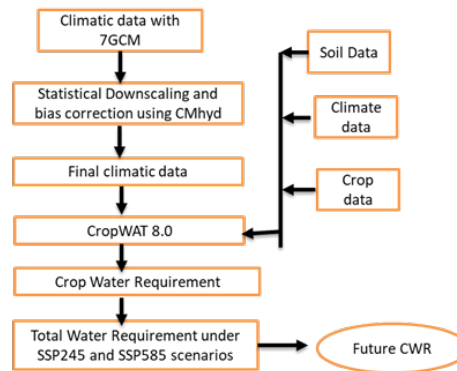 Climatic data with
7GCM
Statistical Downscaling and
bias correction using CMhyd
Final climatic data
CropWAT 8.0
Crop Water Requirement
Total Water Requirement under
SSP245 and SSP585 scenarios
Soil Data
Climate
data
Crop
data
Future CWR